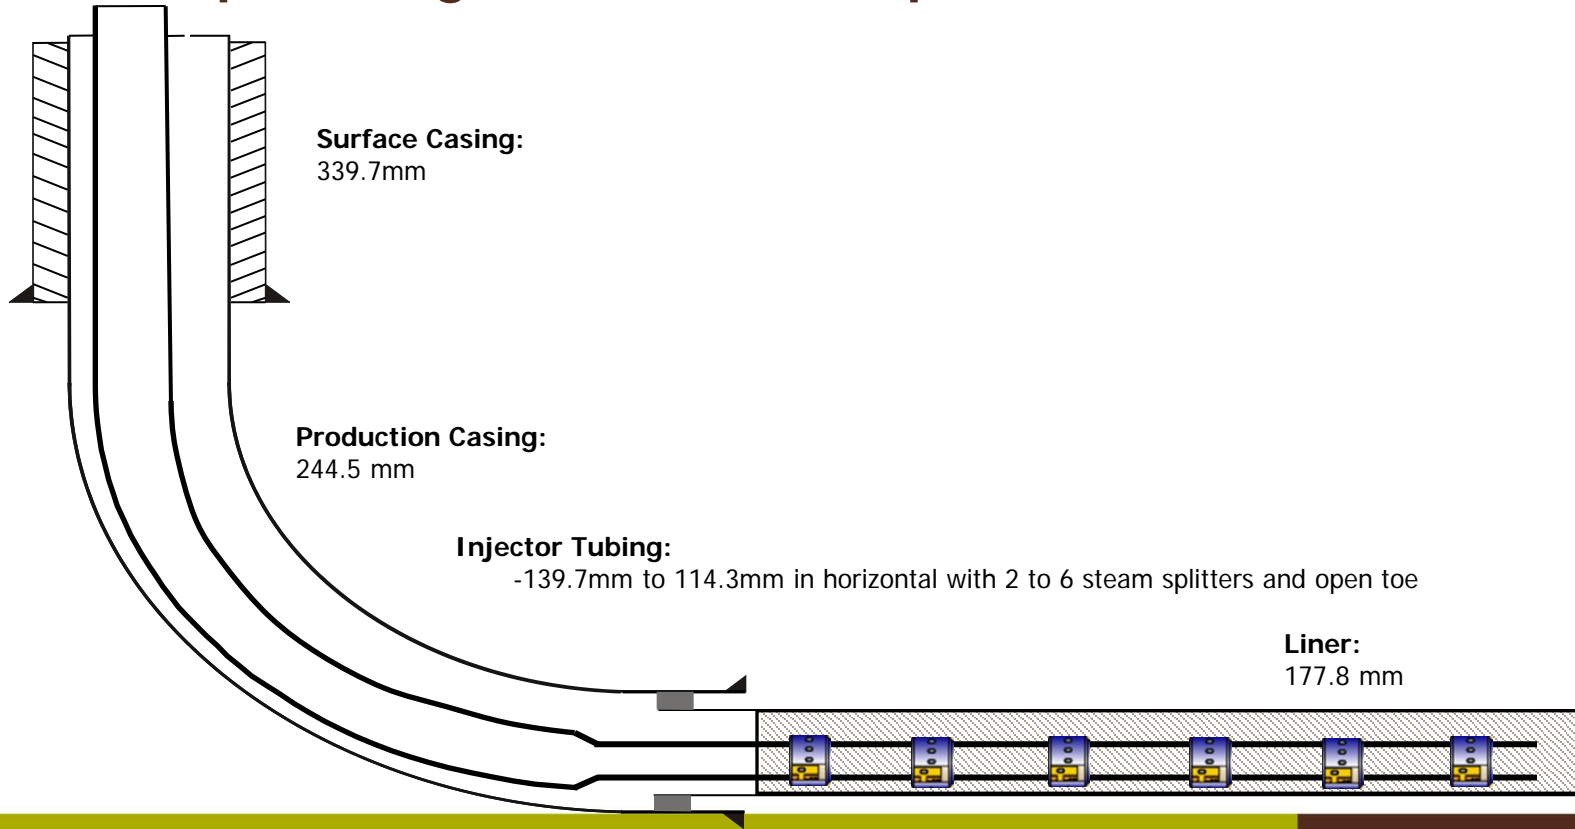 Surface Casing:
339.7mm
Production Casing:
244.5 mm
Injector Tubing:
-139.7mm to 114.3mm in horizontal with 2 to 6 steam splitters and open toe
Liner:
177.8 mm